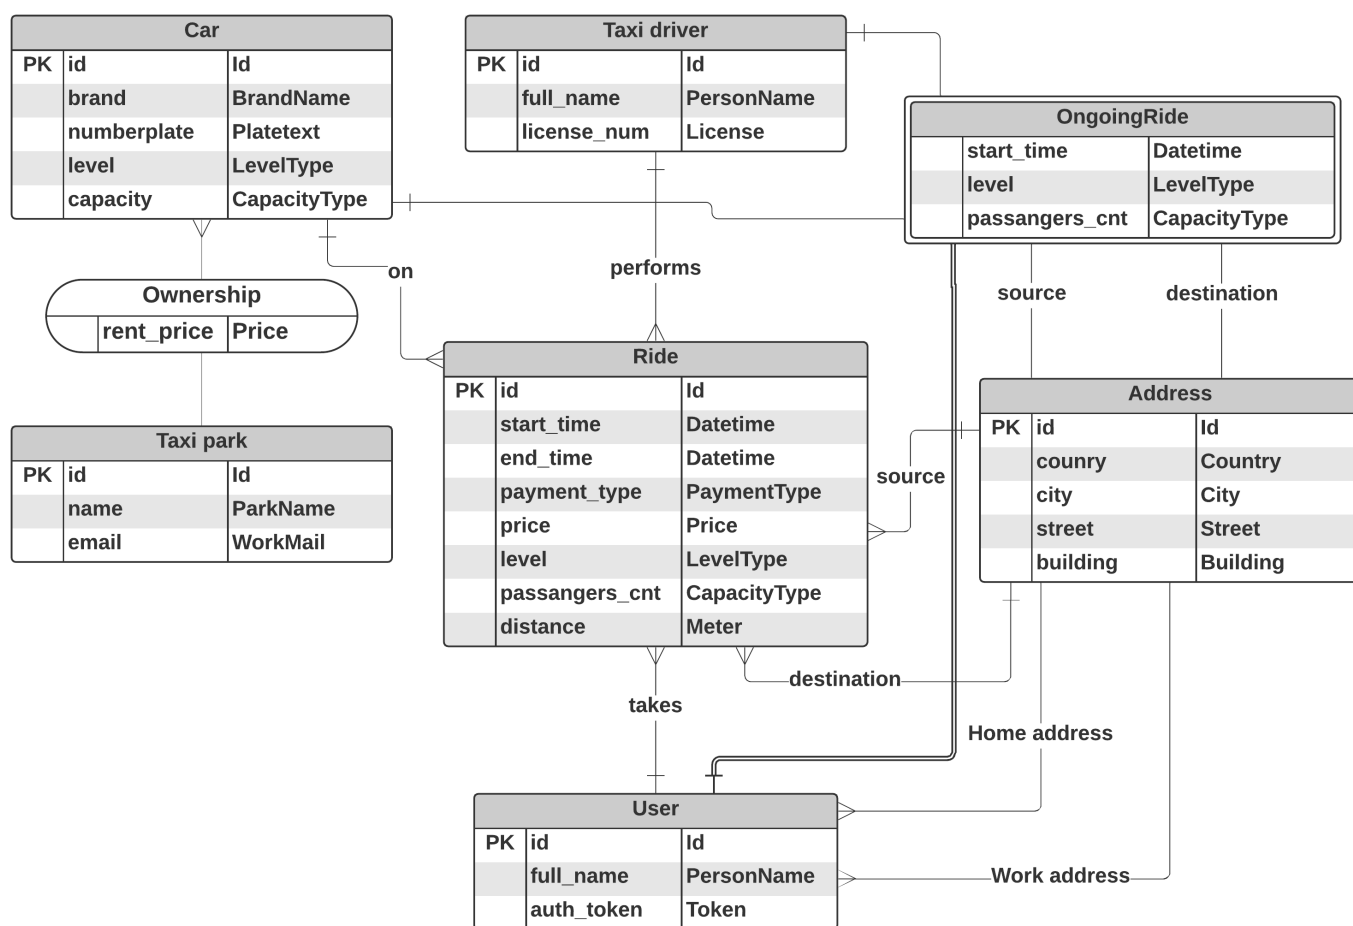 Car
PK id Id
brand BrandName
numberplate Platetext
level LevelType
capacity CapacityType
Taxi driver
PK id Id
full_name PersonName
license_num License
OngoingRide
start_time Datetime
level LevelType
passangers_cnt CapacityType
on
performs
source
destination
Ownership
rent_price Price
Taxi park
PK id Id
name ParkName
email WorkMail
Ride
PK id Id
start_time Datetime
end_time Datetime
payment_type PaymentType
price Price
level LevelType
passangers_cnt CapacityType
distance Meter
source
Address
PK id Id
counry Country
city City
street Street
building Building
destination
takes
Home address
Work address
User
PK id Id
full_name PersonName
auth_token Token